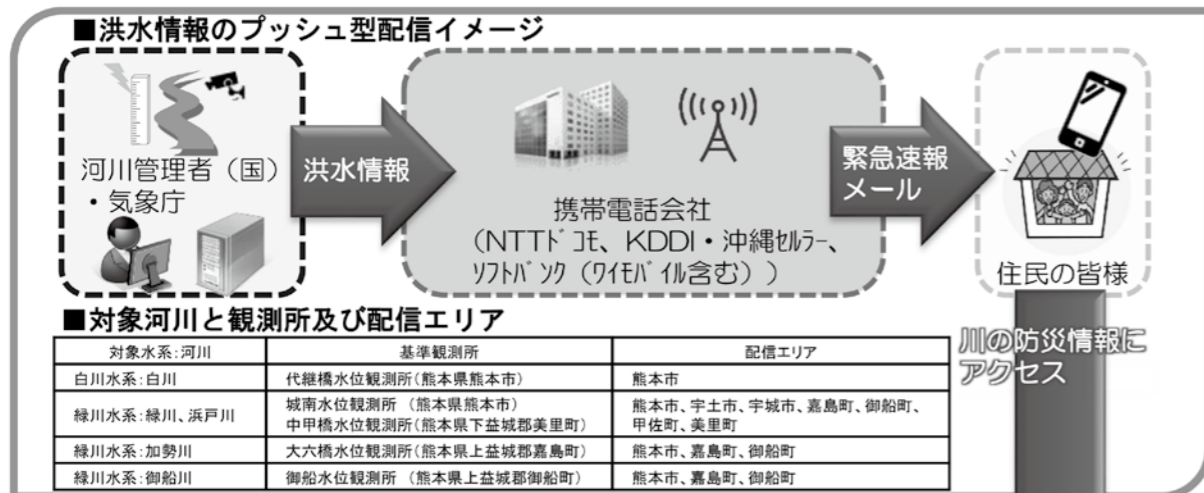 ■洪水情報のプッシュ型配信イメージ
河川管理者（国）
・気象庁
洪水情報
携帯電話会社
（NTTﾄﾞｺﾓ、KDDI・沖縄ｾﾙﾗｰ、
ｿﾌﾄﾊﾞﾝｸ（ﾜｲﾓﾊﾞｲﾙ含む））
緊急速報
メール
住民の皆様
川の防災情報に
アクセス
■対象河川と観測所及び配信エリア
対象水系:河川 基準観測所 配信エリア
白川水系:白川 代継橋水位観測所(熊本県熊本市) 熊本市
緑川水系:緑川、浜戸川 城南水位観測所 (熊本県熊本市) 熊本市、宇土市、宇城市、嘉島町、御船町、
中甲橋水位観測所(熊本県下益城郡美里町) 甲佐町、美里町
緑川水系:加勢川 大六橋水位観測所(熊本県上益城郡嘉島町) 熊本市、嘉島町、御船町
緑川水系:御船川 御船水位観測所 (熊本県上益城郡御船町) 熊本市、嘉島町、御船町